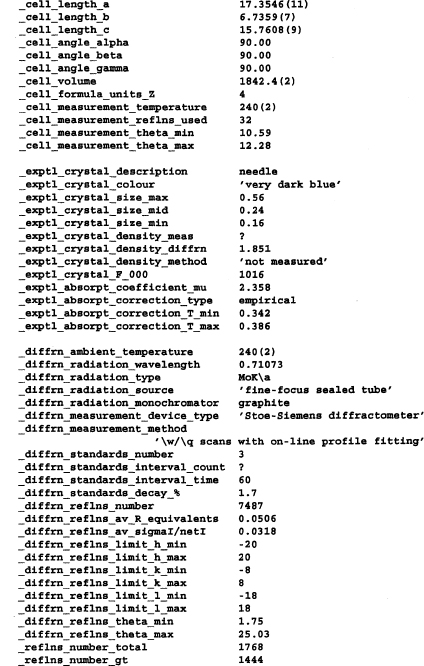 _cell_length_a 17.3546(11)
_cell_length_b 6.7359(7)
_cell_length_c 15.7608(9)
_cell_angle_alpha 90.00
_cell_angle_beta 90.00
_cell_angle_gamma 90.00
_cell_volume 1842.4(2)
_cell_formula_units_Z 4
_cell_measurement_temperature 240(2)
_cell_measurement_reflns_used 32
_cell_measurement_theta_min 10.59
_cell_measurement_theta_max 12.28
_exptl_crystal_description needle
_exptl_crystal_colour 'very dark blue'
_exptl_crystal_size_max 0.56
_exptl_crystal_size_mid 0.24
_exptl_crystal_size_min 0.16
_exptl_crystal_density_meas ?
_exptl_crystal_density_diffrn 1.851
_exptl_crystal_density_method 'not measured'
_exptl_crystal_F_000 1016
_exptl_absorpt_coefficient_mu 2.358
_exptl_absorpt_correction_type empirical
_exptl_absorpt_correction_T_min 0.342
_exptl_absorpt_correction_T_max 0.386
_diffrn_ambient_temperature 240(2)
_diffrn_radiation_wavelength 0.71073
_diffrn_radiation_type MoK\a
_diffrn_radiation_source 'fine-focus sealed tube'
_diffrn_radiation_monochromator graphite
_diffrn_measurement_device_type 'Stoe-Siemens diffractometer'
_diffrn_measurement_method
'\w/\q scans with on-line profile fitting'
_diffrn_standards_number 3
_diffrn_standards_interval_count ?
_diffrn_standards_interval_time 60
_diffrn_standards_decay_% 1.7
_diffrn_reflns_number 7487
_diffrn_reflns_av_R_equivalents 0.0506
_diffrn_reflns_av_sigmaI/netI 0.0318
_diffrn_reflns_limit_h_min -20
_diffrn_reflns_limit_h_max 20
_diffrn_reflns_limit_k_min -8
_diffrn_reflns_limit_k_max 8
_diffrn_reflns_limit_l_min -18
_diffrn_reflns_limit_l_max 18
_diffrn_reflns_theta_min 1.75
_diffrn_reflns_theta_max 25.03
_reflns_number_total 1768
_reflns_number_gt 1444